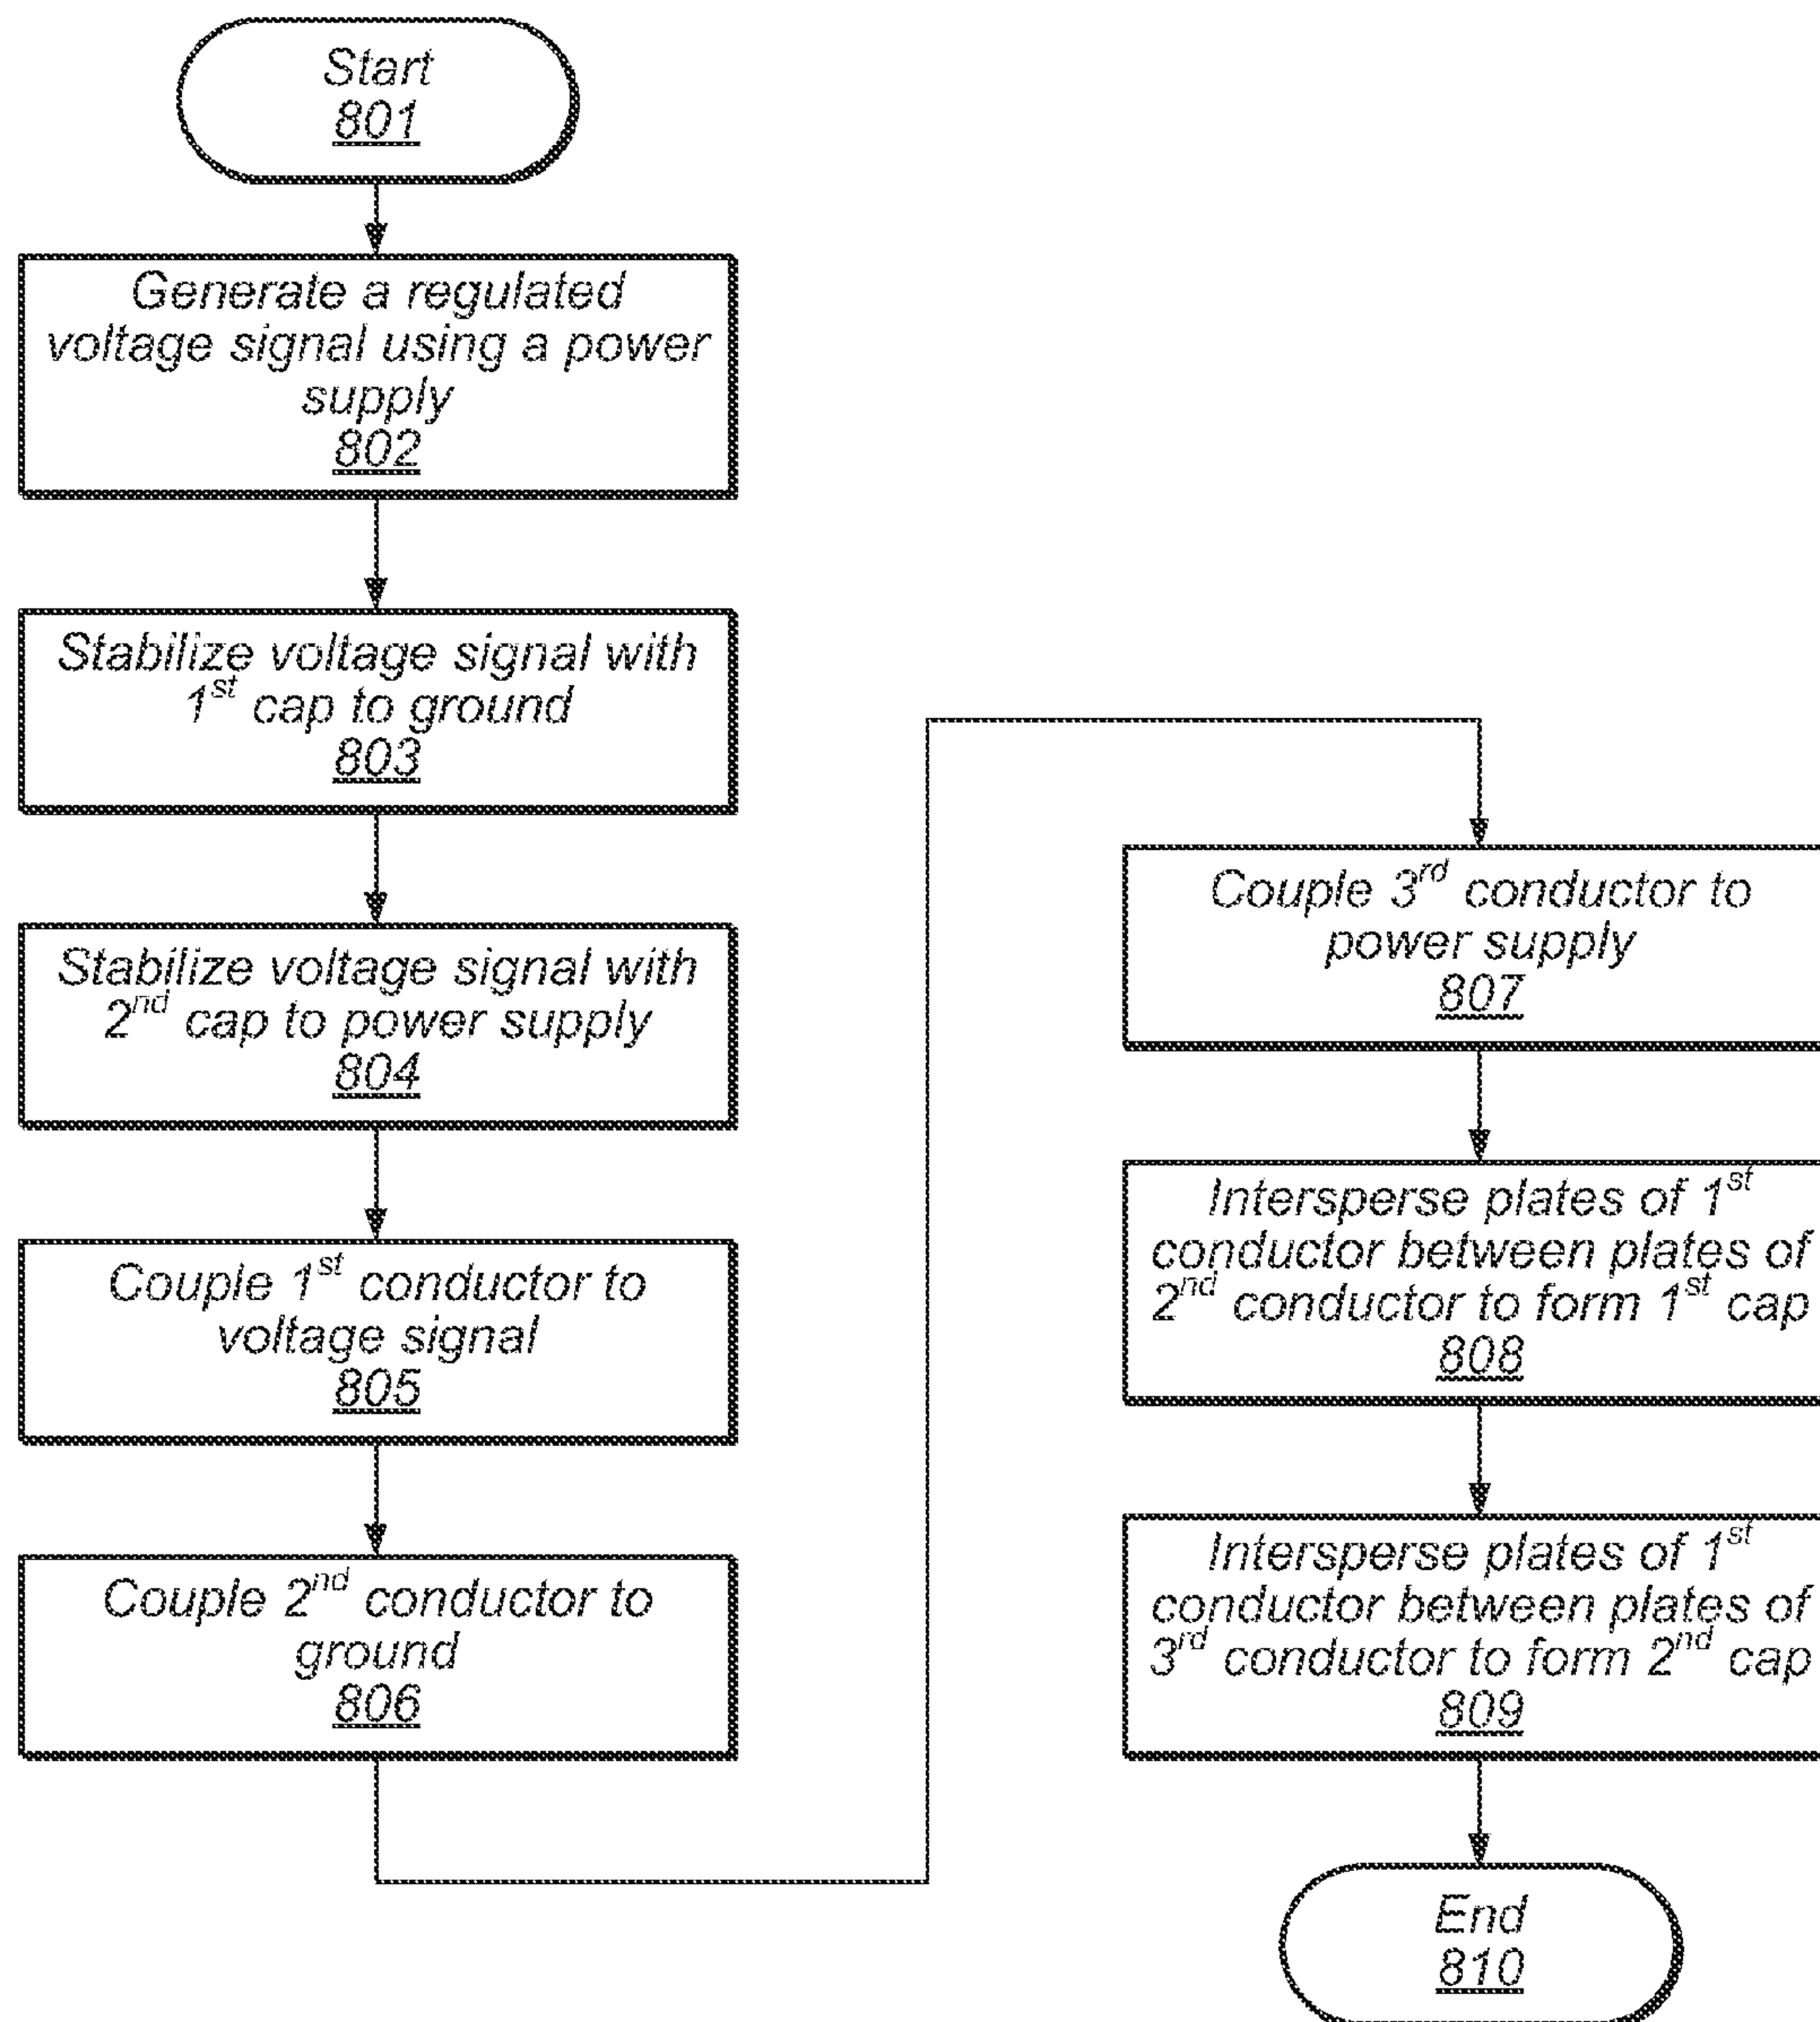 Start
801
Generate a regulated
voltage signal using a power
supply
802
Stabilize voltage signal with
1st cap to ground
803
Stabilize voltage signal with
2nd cap to power supply
804
Couple 1st conductor to
voltage signal
805
Couple 2nd conductor to
ground
806
Couple 3rd conductor to
power supply
807
Intersperse plates of 1st
conductor between plates of
2nd conductor to form 1st cap
808
Intersperse plates of 1st
conductor between plates of
3rd conductor to form 2nd cap
809
End
810